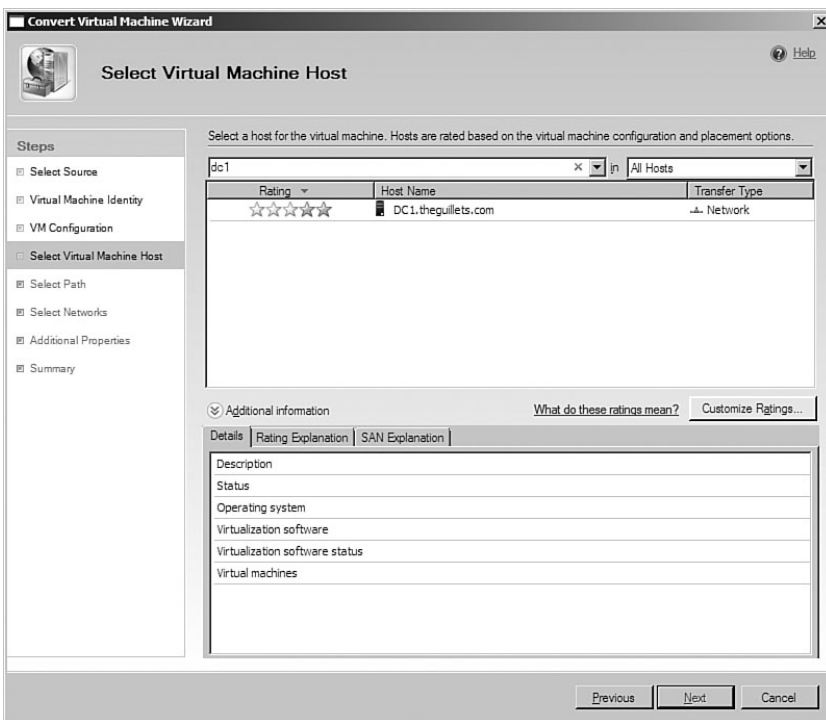 Convert Virtual Machine Wizard
Select Virtual Machine Host
Help
Steps
Select Source
Virtual Machine Identity
VM Configuration
Select Virtual Machine Host
Select Path
Select Networks
Additional Properties
Summary
Select a host for the virtual machine. Hosts are rated based on the virtual machine configuration and placement options.
dc1 in All Hosts
Rating Host Name Transfer Type
DC1.theguillets.com Network
Additional information What do these ratings mean? Customize Ratings...
Details Rating Explanation SAN Explanation
Description
Status
Operating system
Virtualization software
Virtualization software status
Virtual machines
Previous Next Cancel